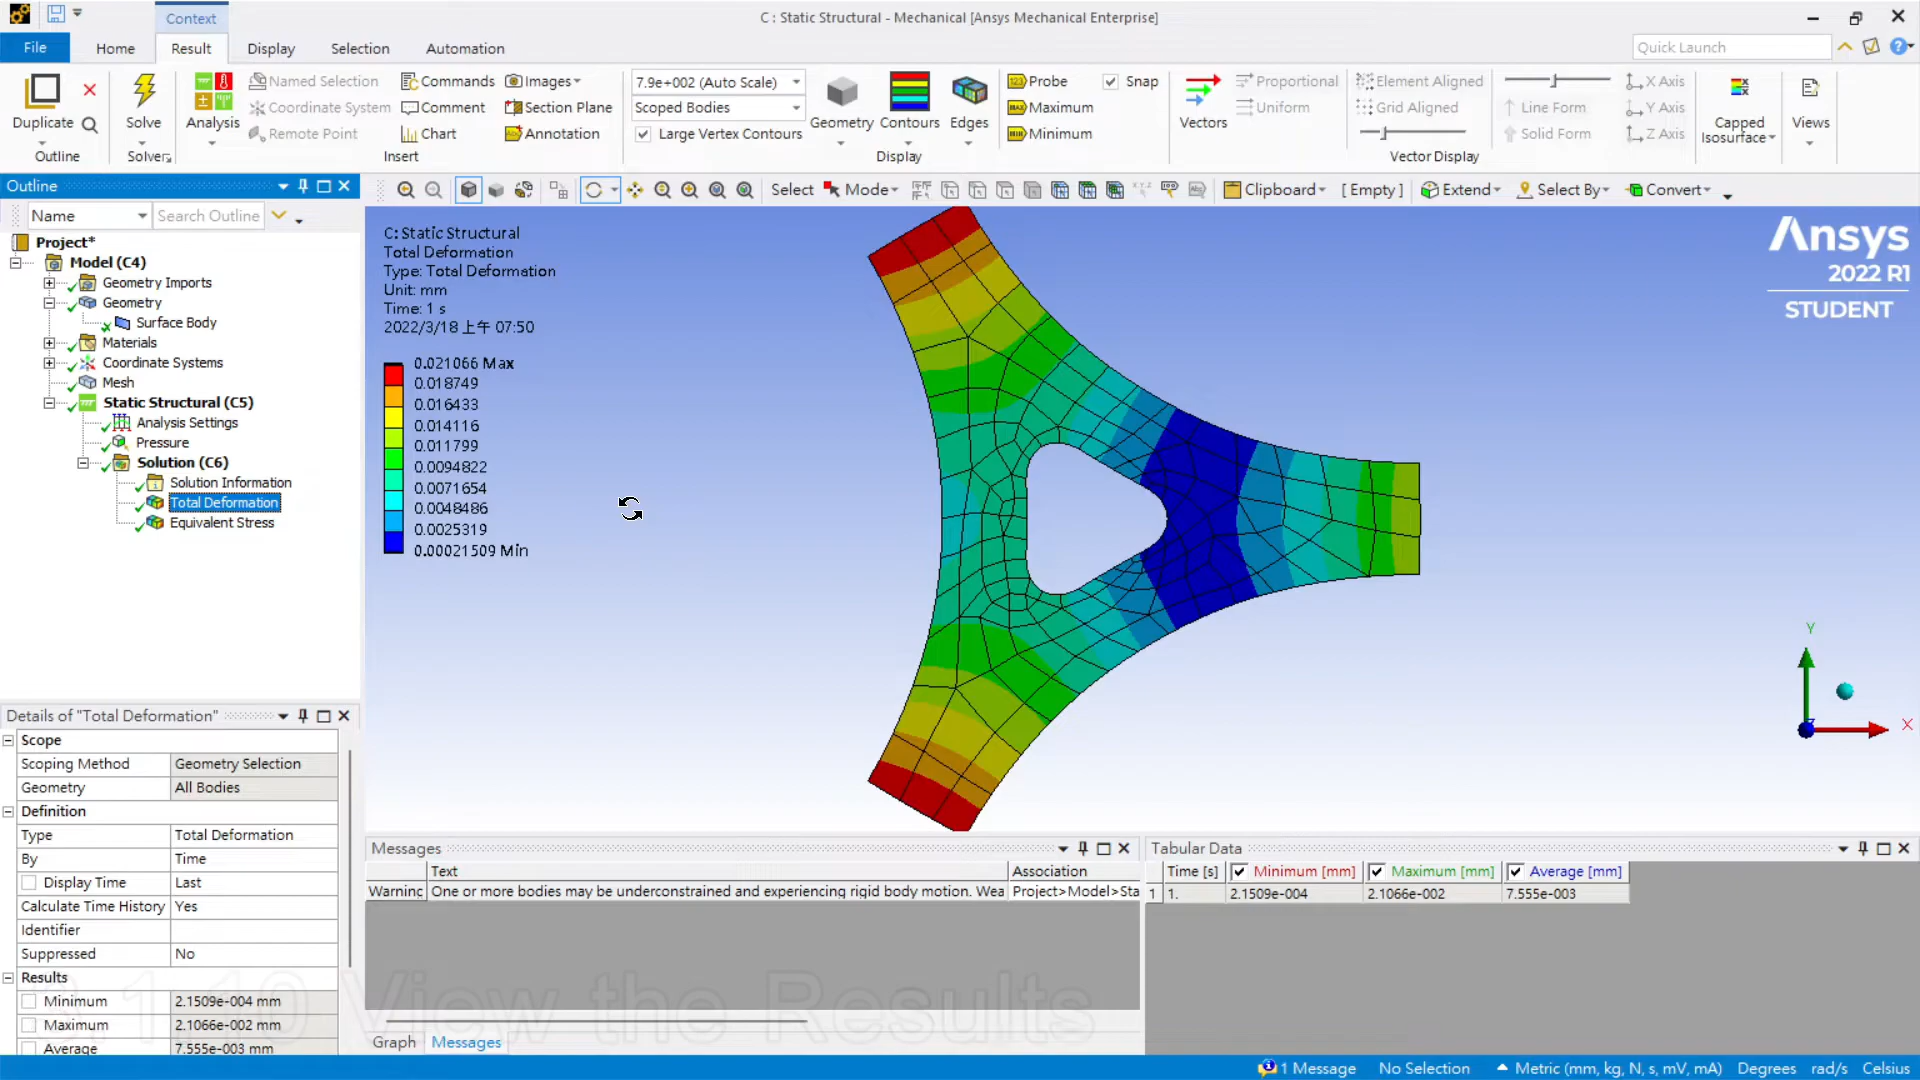 Context
C : Static Structural - Mechanical [Ansys Mechanical Enterprise]
File
Home
Result
Display
Selection
Automation
Quick Launch
Duplicate
Outline
Solve
Solver
Analysis
Named Selection
Coordinate System
Remote Point
Commands
Comment
Chart
Images
Section Plane
Annotation
Insert
7.9e+002 (Auto Scale)
Scoped Bodies
Large Vertex Contours
Geometry
Contours
Edges
Display
Probe
Maximum
Minimum
Snap
Vectors
Proportional
Uniform
Element Aligned
Grid Aligned
Line Form
Solid Form
X Axis
Y Axis
Z Axis
Vector Display
Capped
Isosurface
Views
Outline
Name
Search Outline
Select
Mode
Clipboard
[ Empty ]
Extend
Select By
Convert
Project*
Model (C4)
Geometry Imports
Geometry
Surface Body
Materials
Coordinate Systems
Mesh
Static Structural (C5)
Analysis Settings
Pressure
Solution (C6)
Solution Information
Total Deformation
Equivalent Stress
C: Static Structural
Total Deformation
Type: Total Deformation
Unit: mm
Time: 1 s
2022/3/18 上午 07:50
0.021066 Max
0.018749
0.016433
0.014116
0.011799
0.0094822
0.0071654
0.0048486
0.0025319
0.00021509 Min
Ansys
2022 R1
STUDENT
Y
X
Z
Details of "Total Deformation"
Scope
Scoping Method Geometry Selection
Geometry All Bodies
Definition
Type Total Deformation
By Time
Display Time Last
Calculate Time History Yes
Identifier
Suppressed No
Results
Minimum 2.1509e-004 mm
Maximum 2.1066e-002 mm
Average 7.555e-003 mm
Messages
Text Association
Warning One or more bodies may be underconstrained and experiencing rigid body motion. Wea Project>Model>Sta
Graph Messages
Tabular Data
Time [s] Minimum [mm] Maximum [mm] Average [mm]
1 1. 2.1509e-004 2.1066e-002 7.555e-003
3.1.10 View the Results
1 Message
No Selection
Metric (mm, kg, N, s, mV, mA)
Degrees
rad/s
Celsius